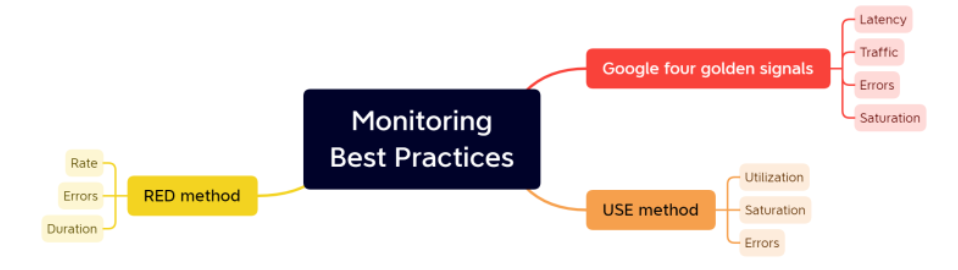 Monitoring
Best Practices
Google four golden signals
Latency
Traffic
Errors
Saturation
USE method
Utilization
Saturation
Errors
RED method
Rate
Errors
Duration